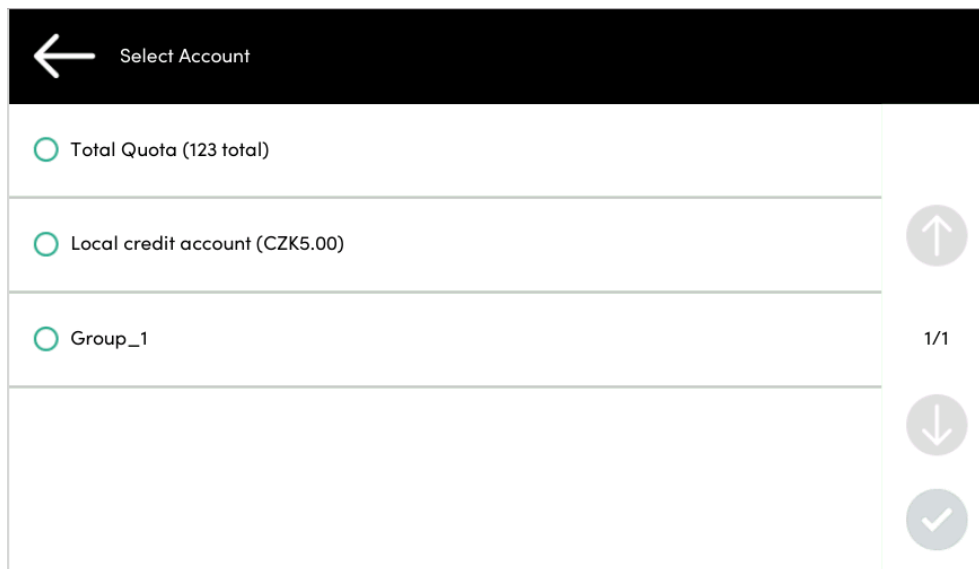 Select Account
Total Quota (123 total)
Local credit account (CZK5.00)
Group_1
1/1